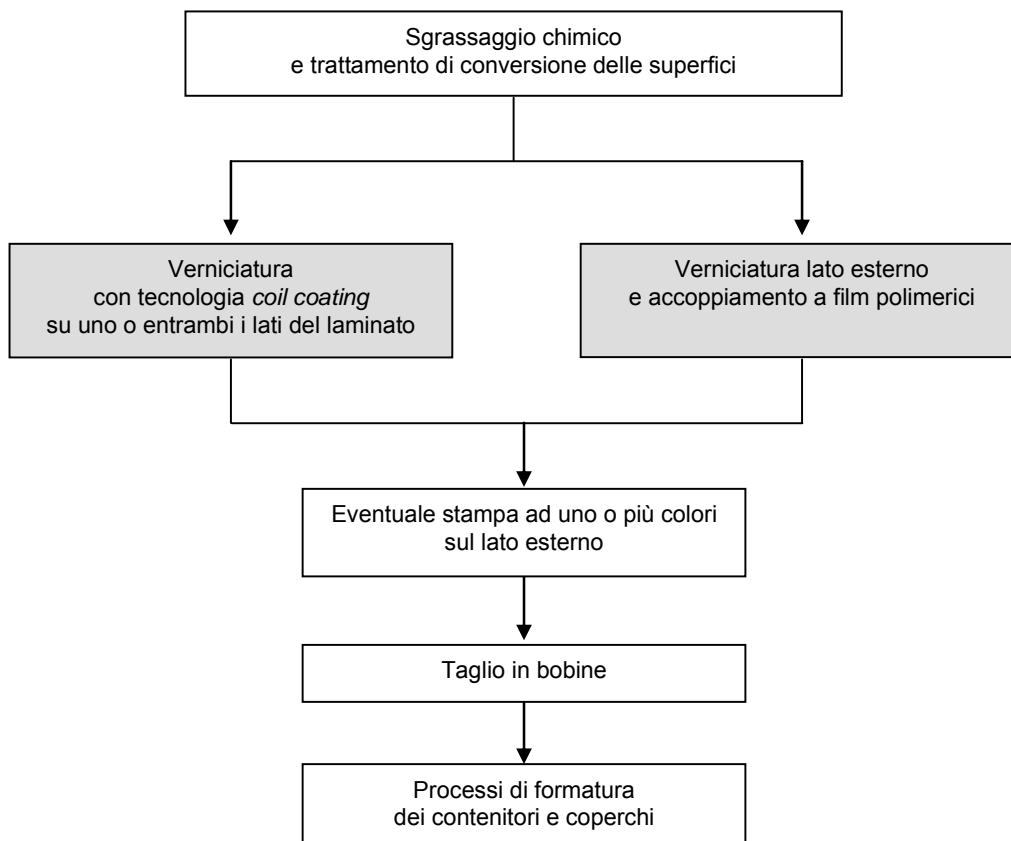 Sgrassaggio chimico
e trattamento di conversione delle superfici
Verniciatura
con tecnologia coil coating
su uno o entrambi i lati del laminato
Verniciatura lato esterno
e accoppiamento a film polimerici
Eventuale stampa ad uno o più colori
sul lato esterno
Taglio in bobine
Processi di formatura
dei contenitori e coperchi